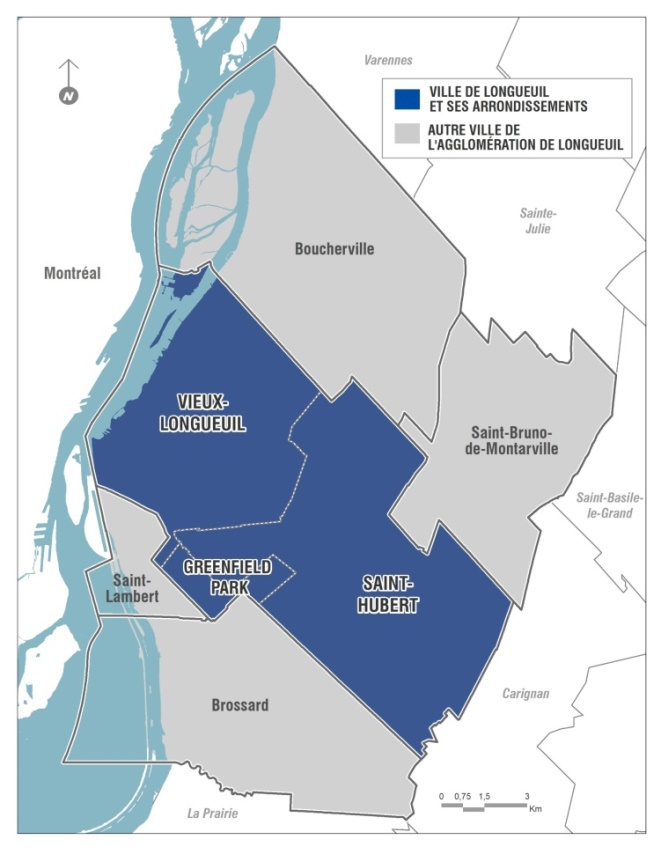 Varennes
VILLE DE LONGUEUIL
ET SES ARRONDISSEMENTS
AUTRE VILLE DE
L'AGGLOMÉRATION DE LONGUEUIL
N
Sainte-
Julie
Boucherville
Montréal
VIEUX-
LONGUEUIL
Saint-Bruno-
de-Montarville
Saint-Basile-
le-Grand
GREENFIELD
PARK
Saint-
Lambert
SAINT-
HUBERT
Carignan
Brossard
0 0,75 1,5 3
Km
La Prairie